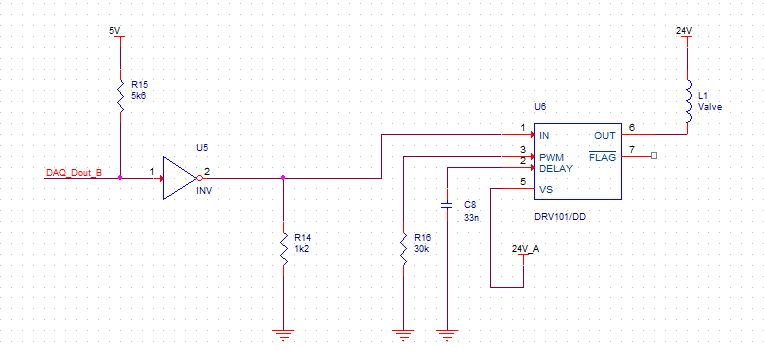 5V
24V
R15
5k6
L1
Valve
U6
U5
1
IN
OUT
6
DAQ_Dout_B
1
2
3
PWM
FLAG
7
2
DELAY
INV
5
VS
C8
33n
DRV101/DD
R14
1k2
R16
30k
24V_A